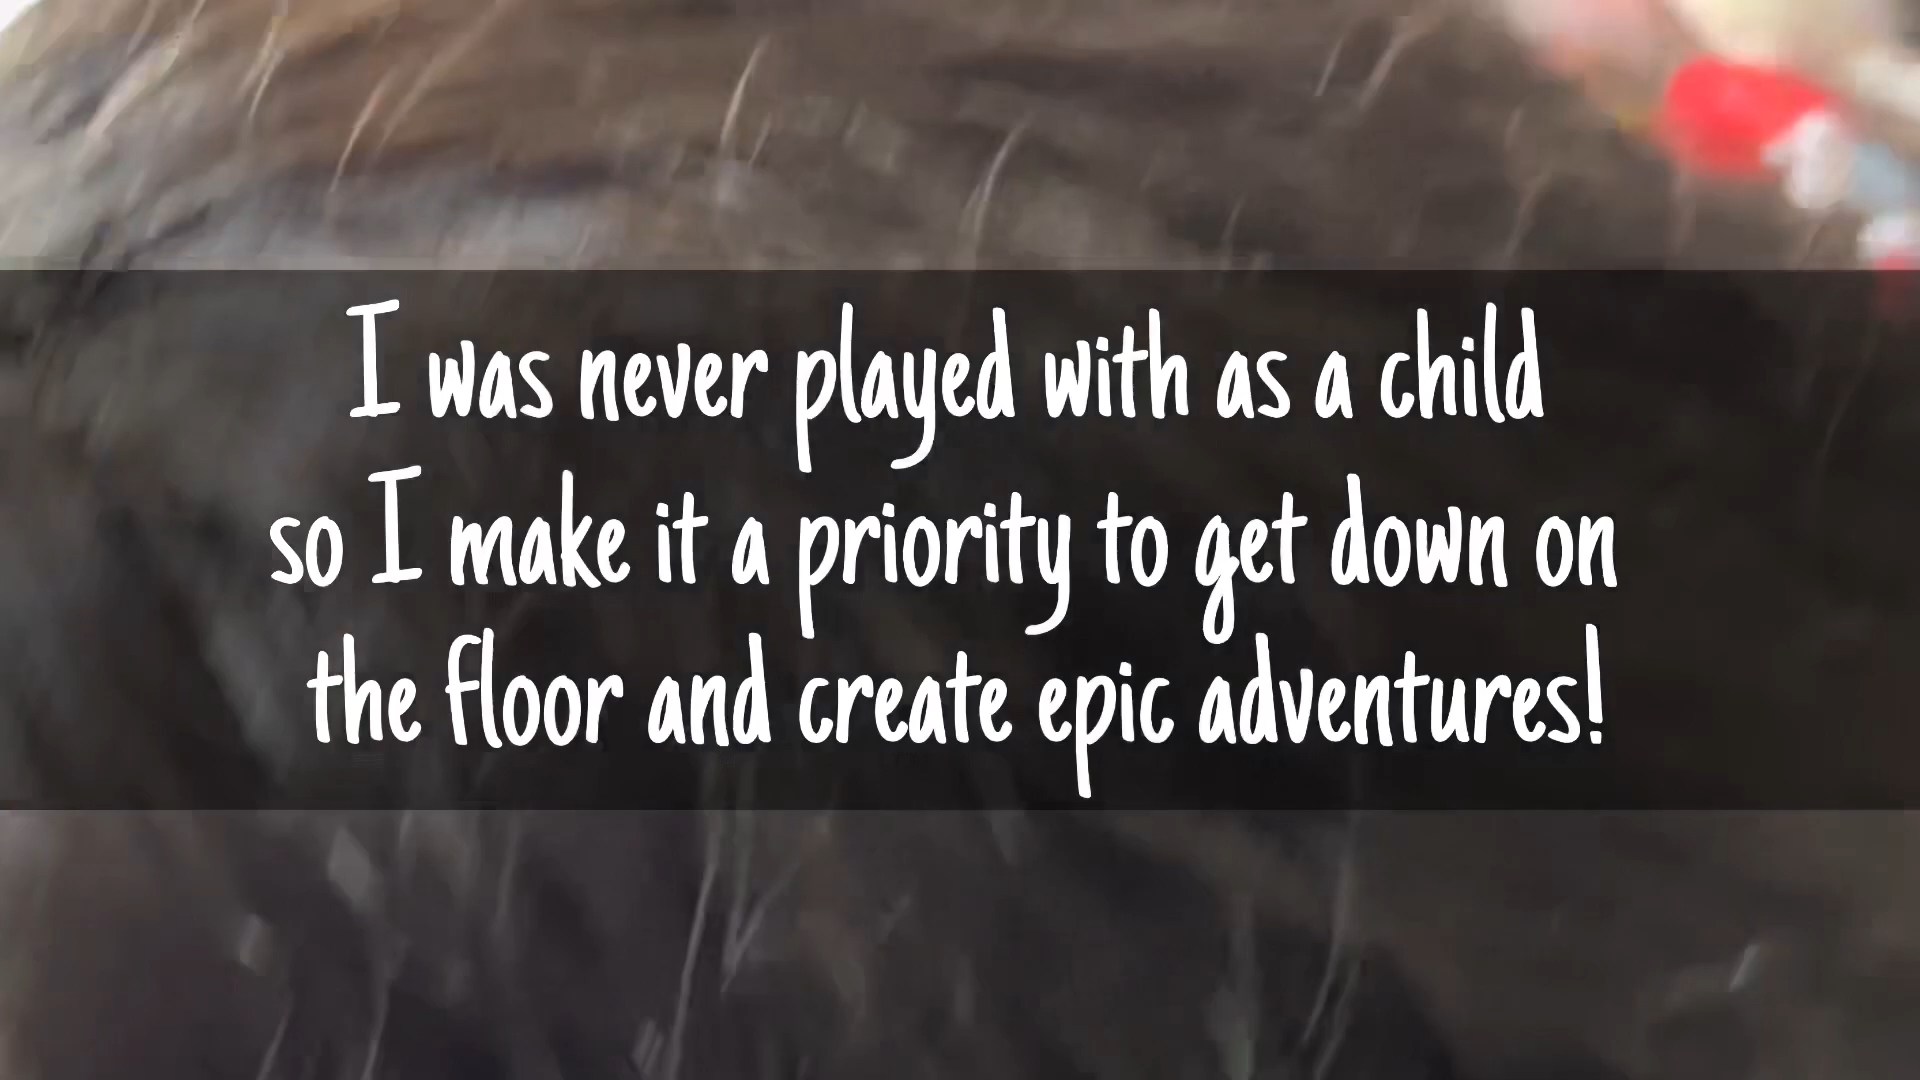 I was never played with as a child
so I make it a priority to get down on
the floor and create epic adventures!